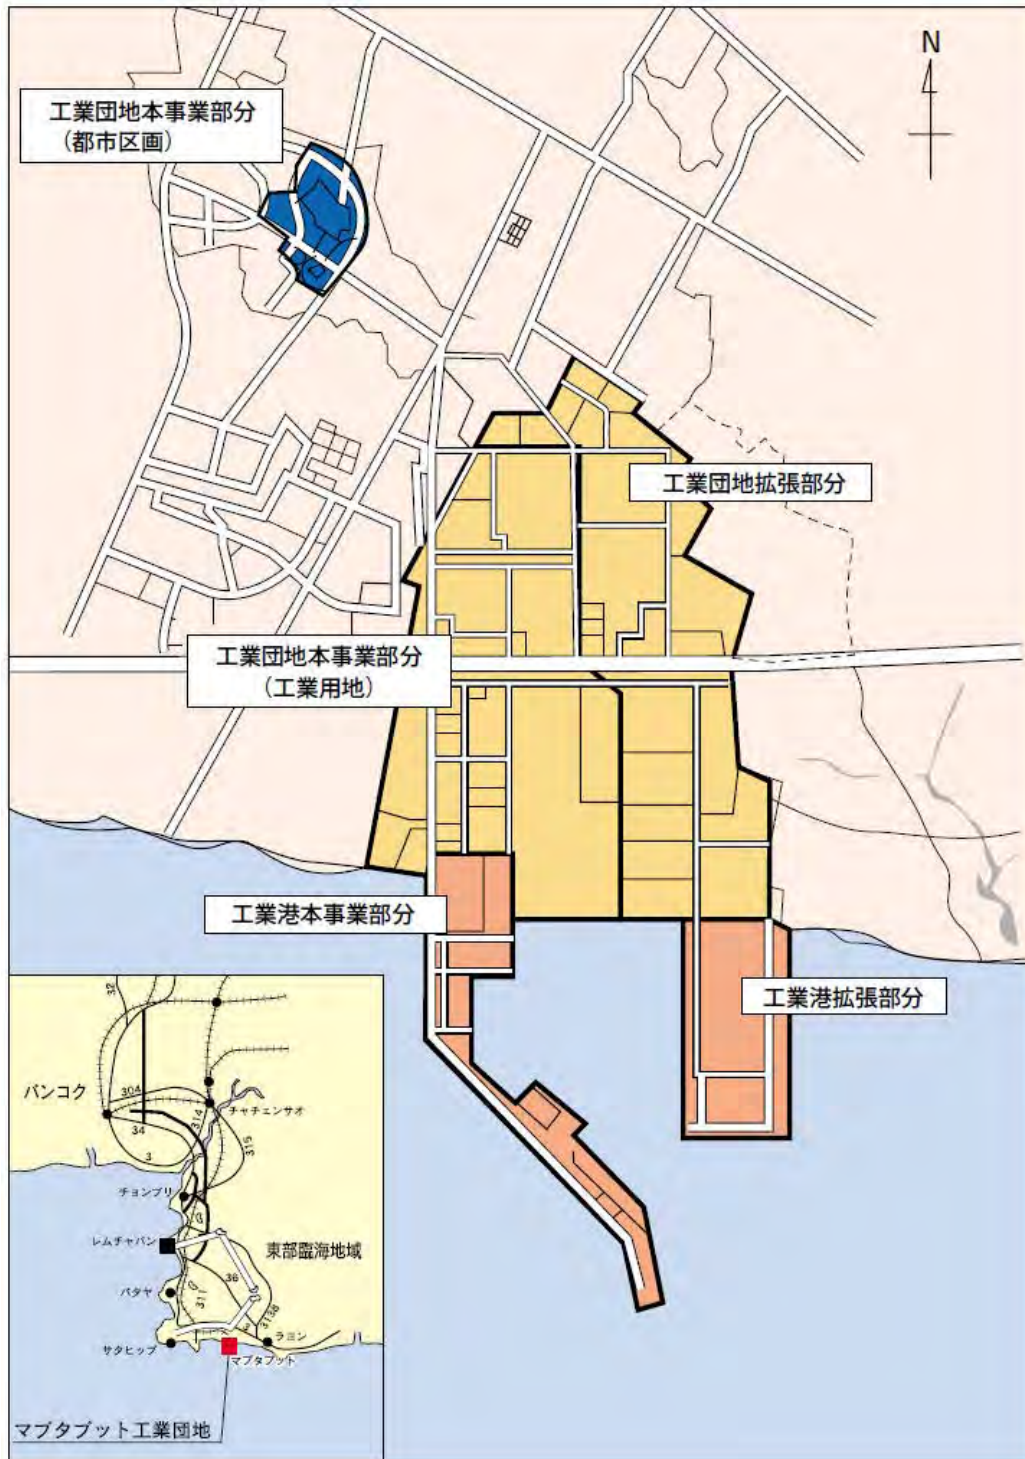 N
工業団地本事業部分
（都市区画）
工業団地拡張部分
工業団地本事業部分
（工業用地）
工業港本事業部分
工業港拡張部分
32
バンコク
304
チャチェンサオ
34
314
315
3
チョンブリ
レムチャバン
東部臨海地域
36
パタヤ
311
3138
3
ラヨン
サタヒップ
マプタプット
マプタプット工業団地